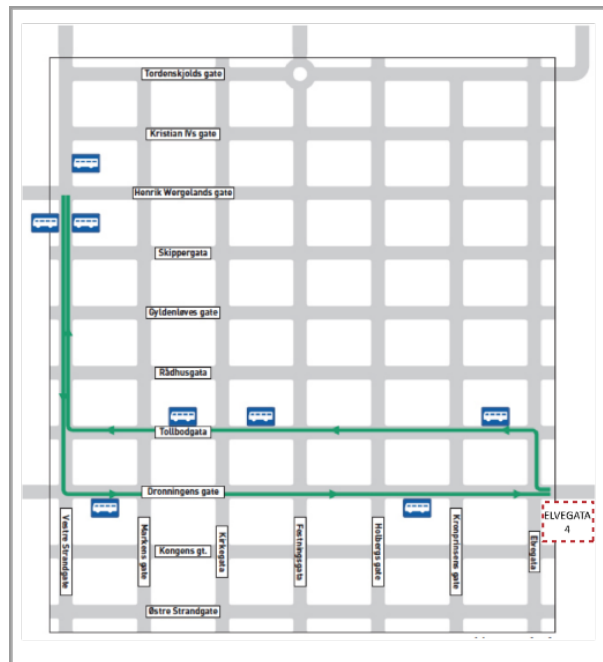 Tordenskjolds gate
Kristian IVs gate
Henrik Wergelands gate
Skippergata
Gyldenløves gate
Rådhusgata
Tollbodgata
Dronningens gate
ELVEGATA
4
Vestre Strandgate
Markens gate
Kirkegata
Festningsgata
Holbergs gate
Kronprinsens gate
Elvegata
Kongens gt.
Østre Strandgate